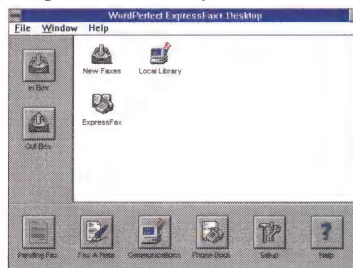 WordPerfect ExpressFax+ Desktop
File Window Help
New Faxes Local Library
In Box
ExpressFax
Out Box
Pending Fax Fax A Note Communications Phone Book Setup Help